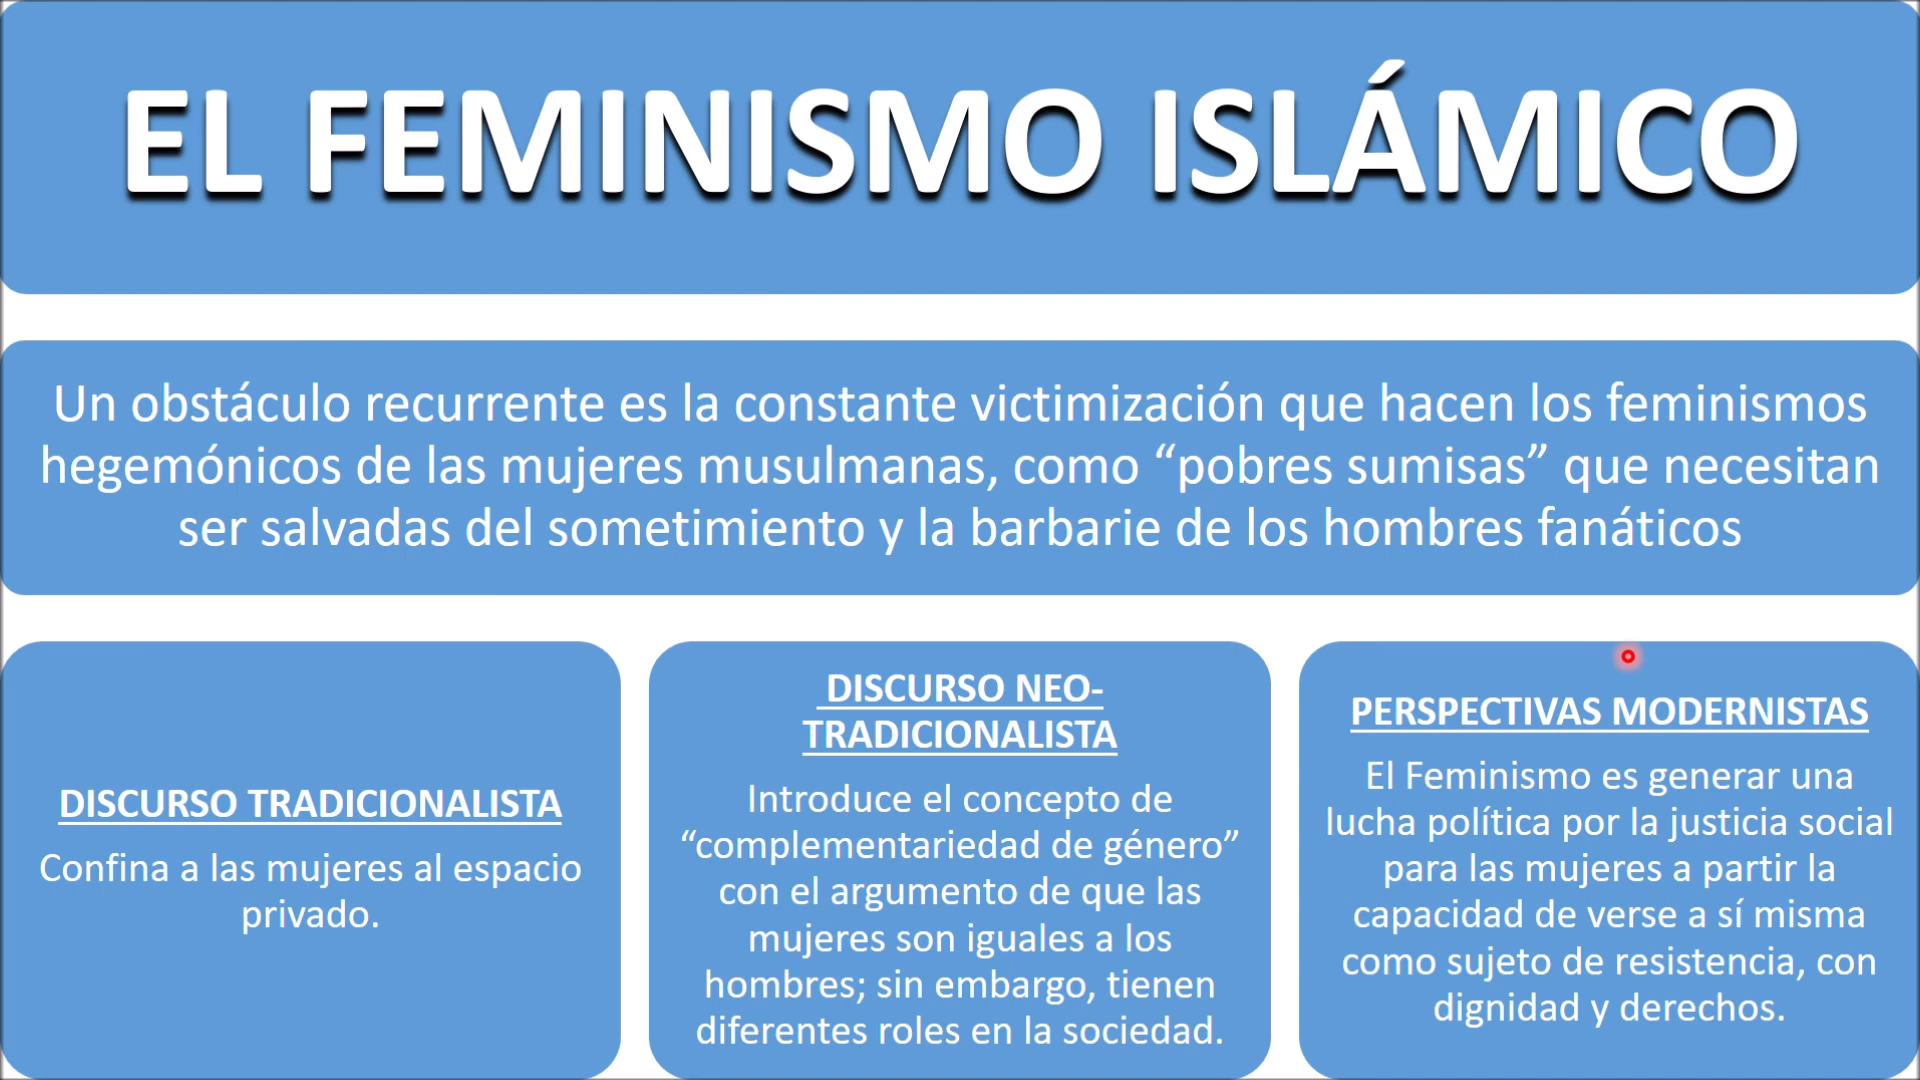 EL FEMINISMO ISLÁMICO
Un obstáculo recurrente es la constante victimización que hacen los feminismos
hegemónicos de las mujeres musulmanas, como “pobres sumisas” que necesitan
ser salvadas del sometimiento y la barbarie de los hombres fanáticos
DISCURSO TRADICIONALISTA
Confina a las mujeres al espacio
privado.
DISCURSO NEO-
TRADICIONALISTA
Introduce el concepto de
“complementariedad de género”
con el argumento de que las
mujeres son iguales a los
hombres; sin embargo, tienen
diferentes roles en la sociedad.
PERSPECTIVAS MODERNISTAS
El Feminismo es generar una
lucha política por la justicia social
para las mujeres a partir la
capacidad de verse a sí misma
como sujeto de resistencia, con
dignidad y derechos.